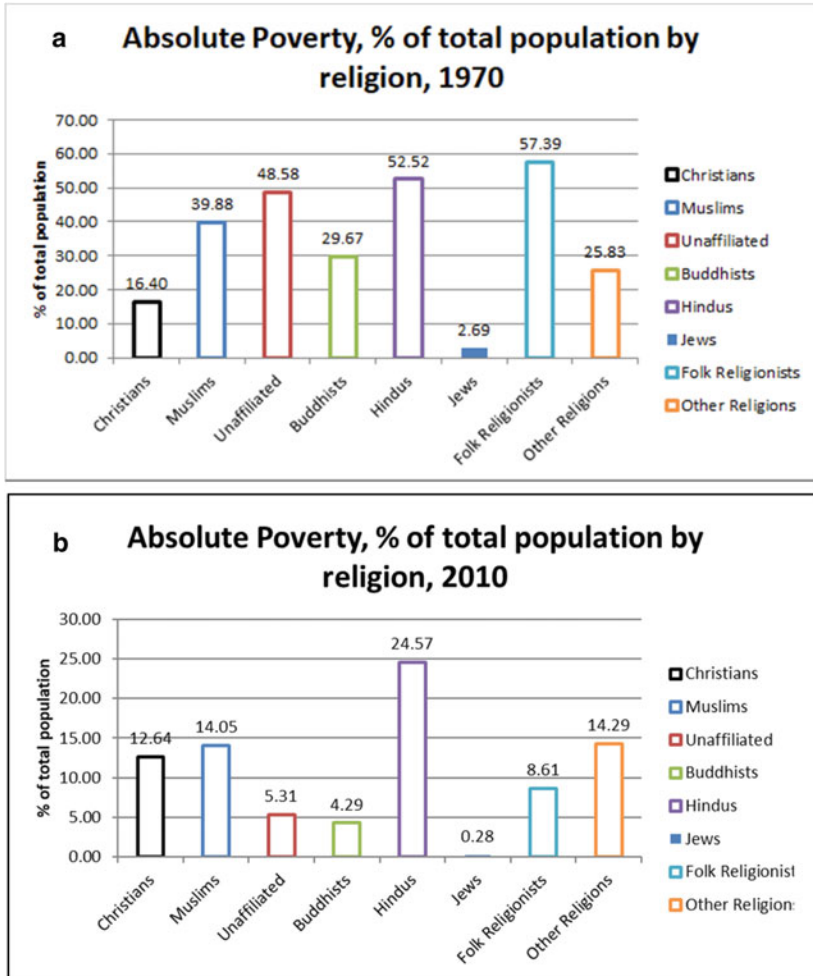 a
Absolute Poverty, % of total population by
religion, 1970
% of total population
70.00
60.00
50.00
40.00
30.00
20.00
10.00
0.00
16.40
39.88
48.58
29.67
52.52
2.69
57.39
25.83
Christians
Muslims
Unaffiliated
Buddhists
Hindus
Jews
Folk Religionists
Other Religions
Christians
Muslims
Unaffiliated
Buddhists
Hindus
Jews
Folk Religionists
Other Religions
b
Absolute Poverty, % of total population by
religion, 2010
% of total population
30.00
25.00
20.00
15.00
10.00
5.00
0.00
12.64
14.05
5.31
4.29
24.57
0.28
8.61
14.29
Christians
Muslims
Unaffiliated
Buddhists
Hindus
Jews
Folk Religionists
Other Religions
Christians
Muslims
Unaffiliated
Buddhists
Hindus
Jews
Folk Religionist
Other Religion